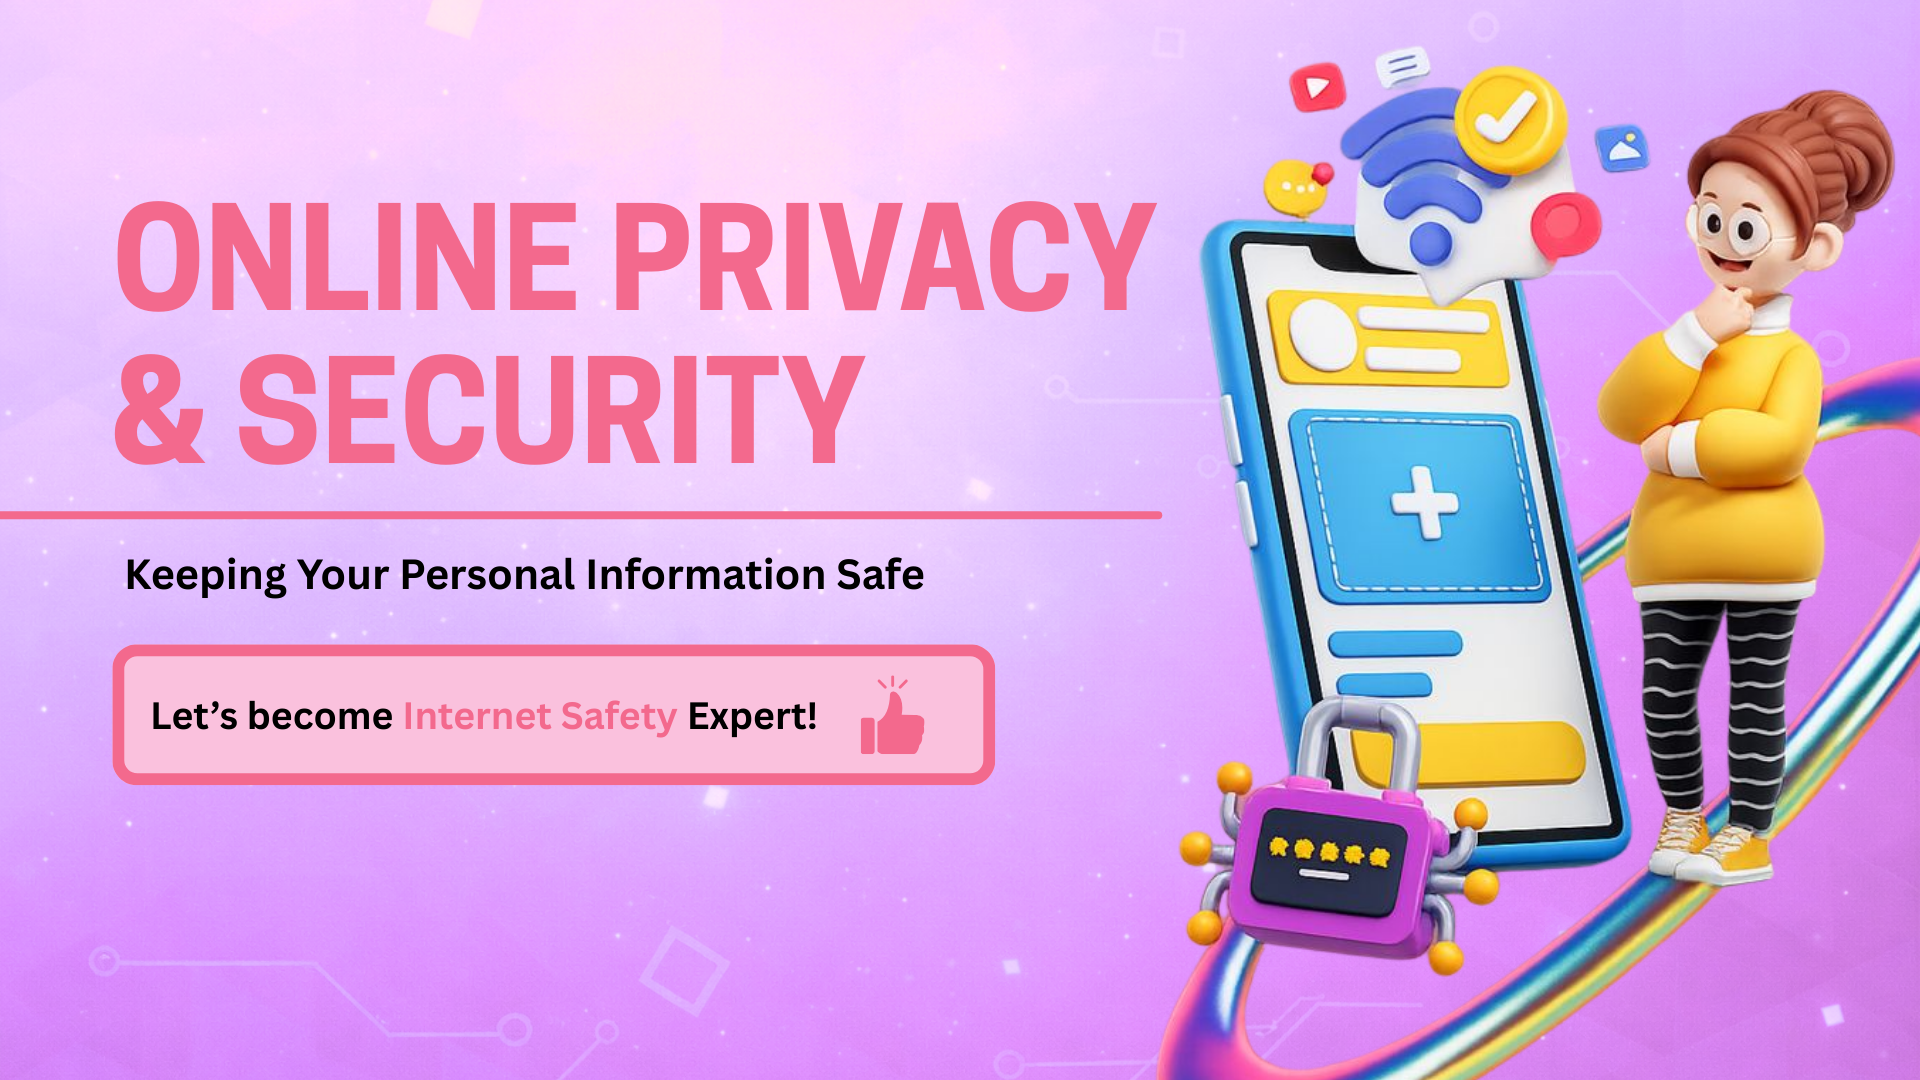 ONLINE PRIVACY
& SECURITY
Keeping Your Personal Information Safe
Let’s become Internet Safety Expert!